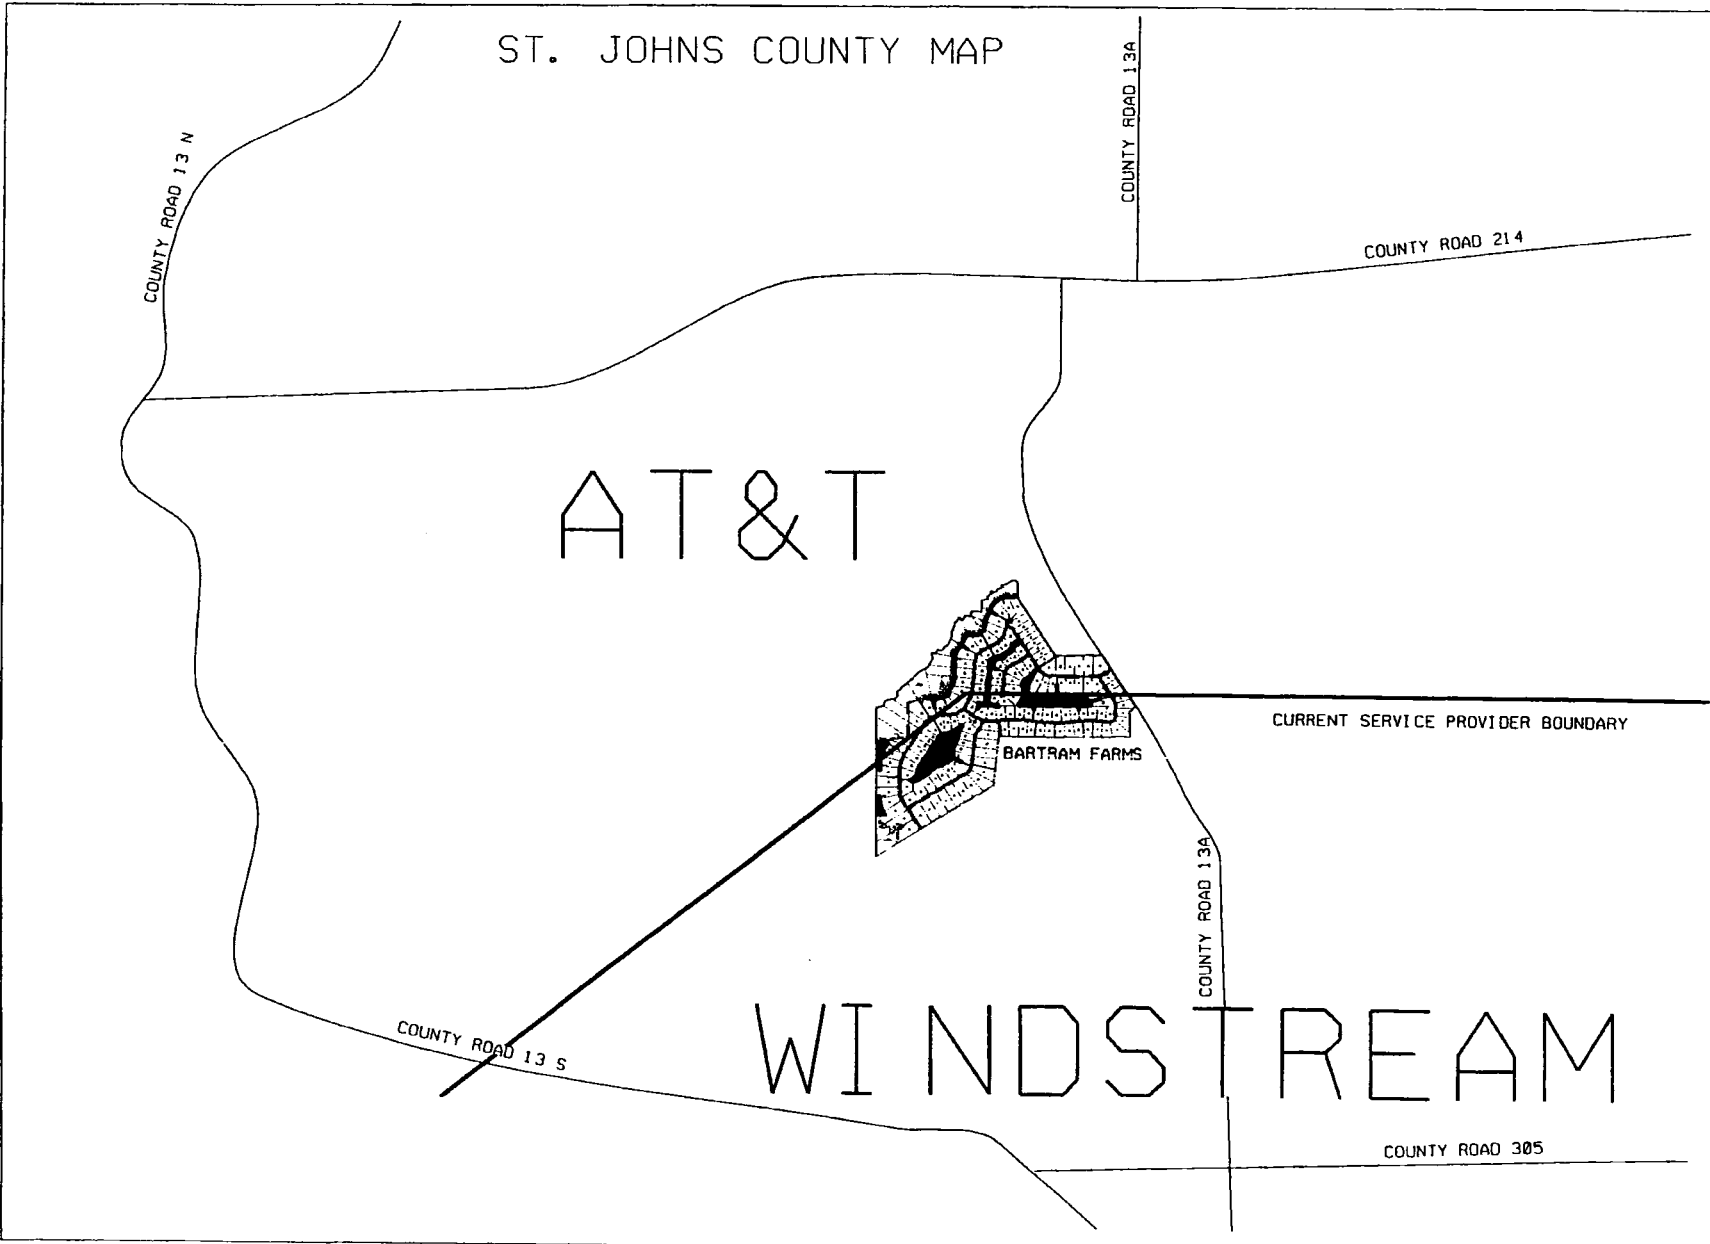 ST. JOHNS COUNTY MAP
COUNTY ROAD 13A
COUNTY ROAD 13 N
COUNTY ROAD 214
AT&T
CURRENT SERVICE PROVIDER BOUNDARY
BARTRAM FARMS
COUNTY ROAD 13A
WINDSTREAM
COUNTY ROAD 13 S
COUNTY ROAD 305